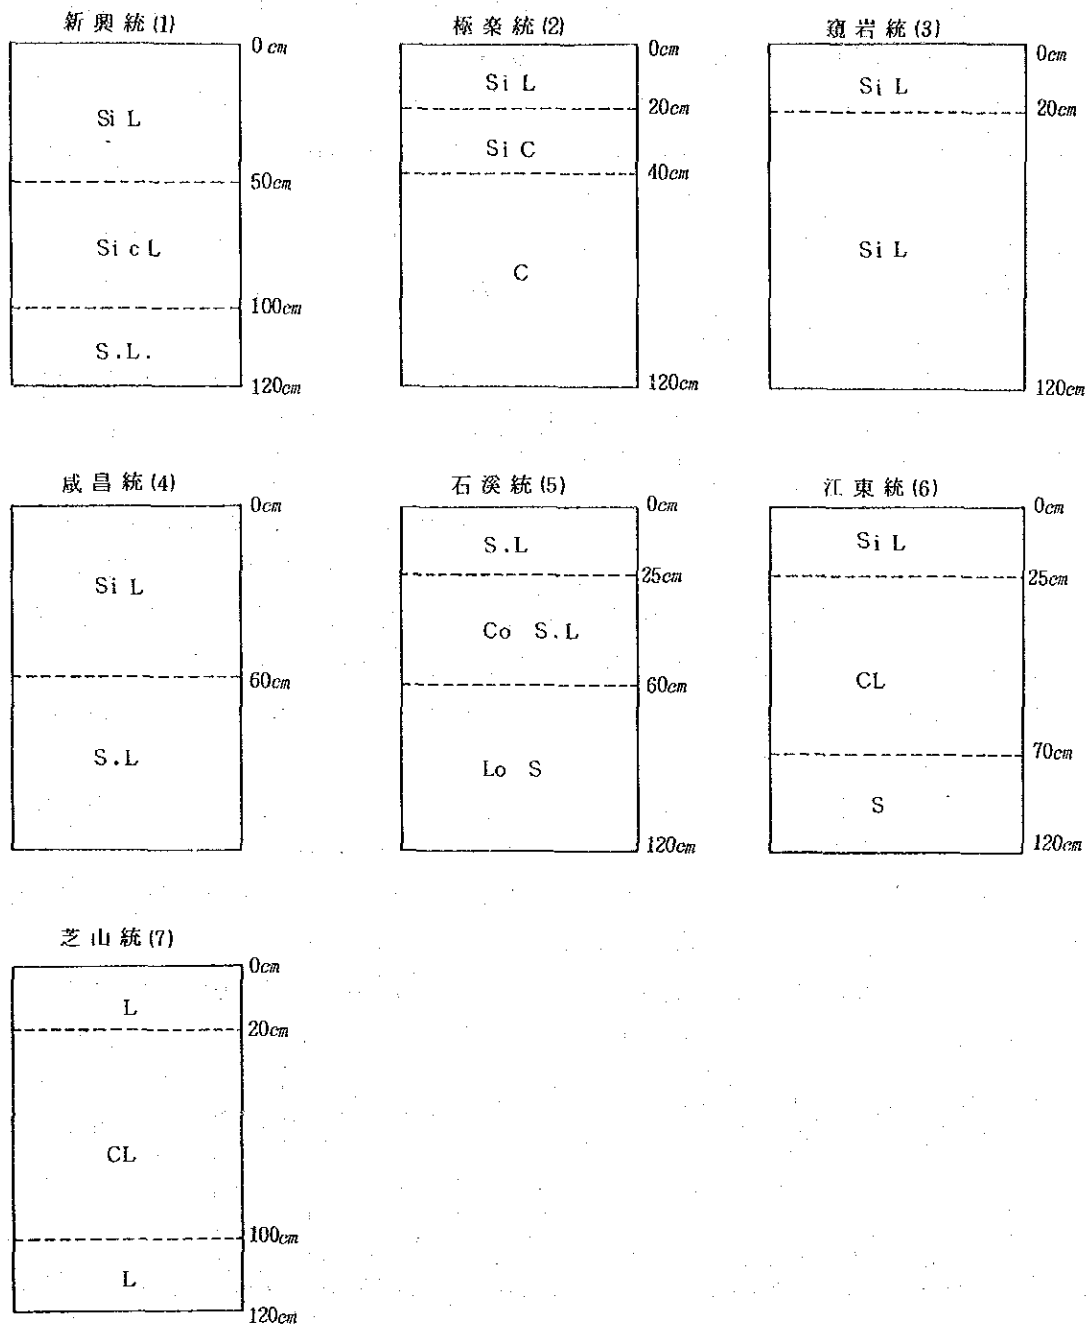 新興統(1)
0cm
Si L
50cm
Si c L
100cm
S.L.
120cm
極楽統(2)
0cm
Si L
20cm
Si C
40cm
C
120cm
竟岩統(3)
0cm
Si L
20cm
Si L
120cm
咸昌統(4)
0cm
Si L
60cm
S.L
石溪統(5)
0cm
S.L
25cm
Co S.L
60cm
Lo S
120cm
江東統(6)
0cm
Si L
25cm
CL
70cm
S
120cm
芝山統(7)
0cm
L
20cm
CL
100cm
L
120cm